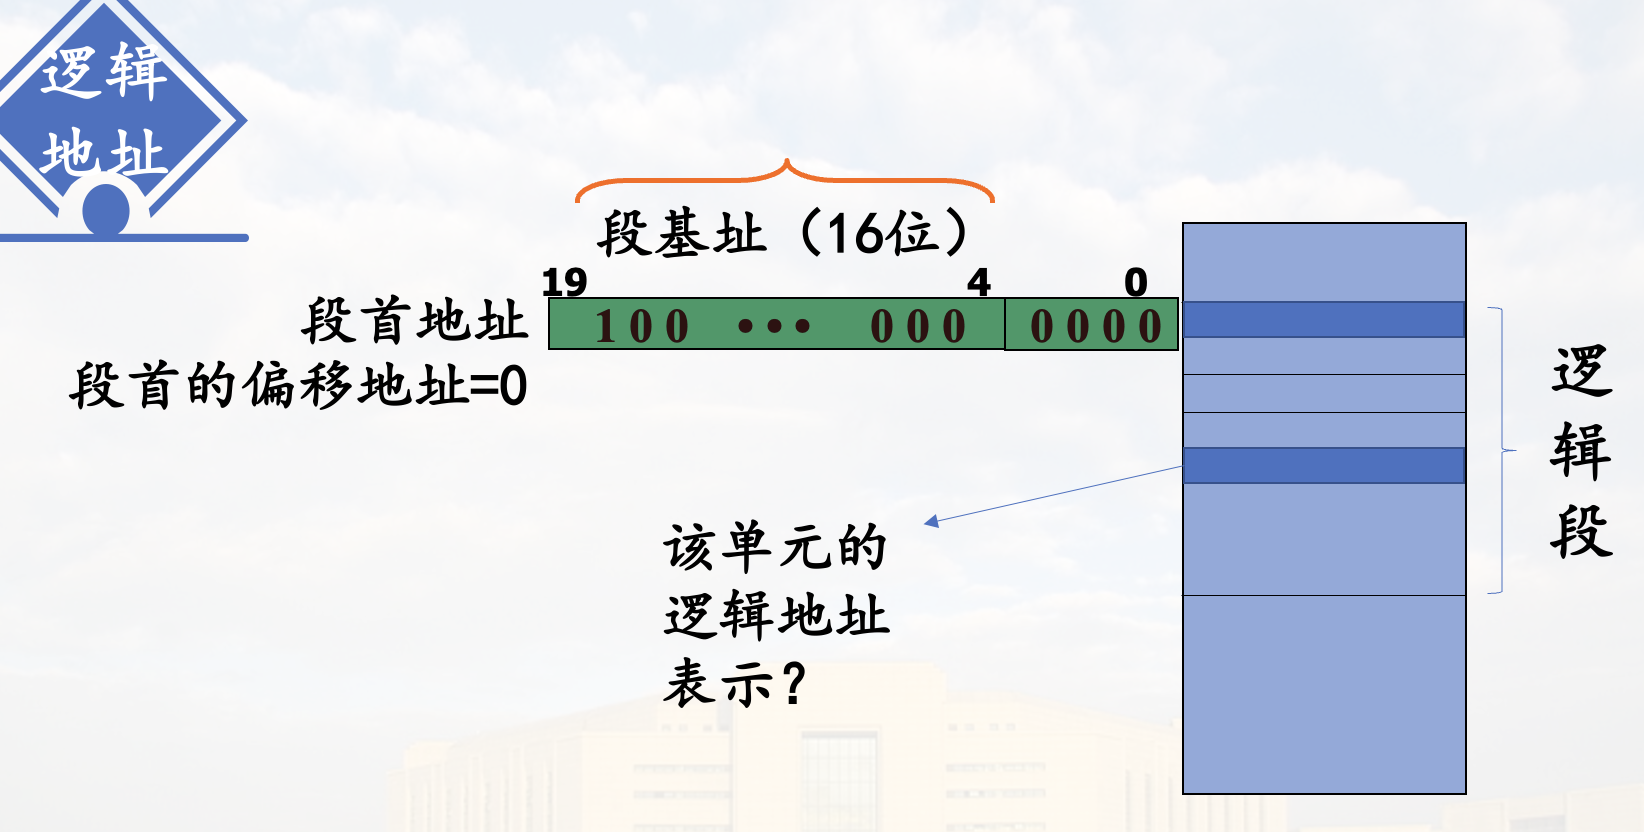 逻辑
地址
段基址（16位）
19 4 0
段首地址 100 ••• 000 0000
段首的偏移地址=0
逻
辑
段
该单元的
逻辑地址
表示？